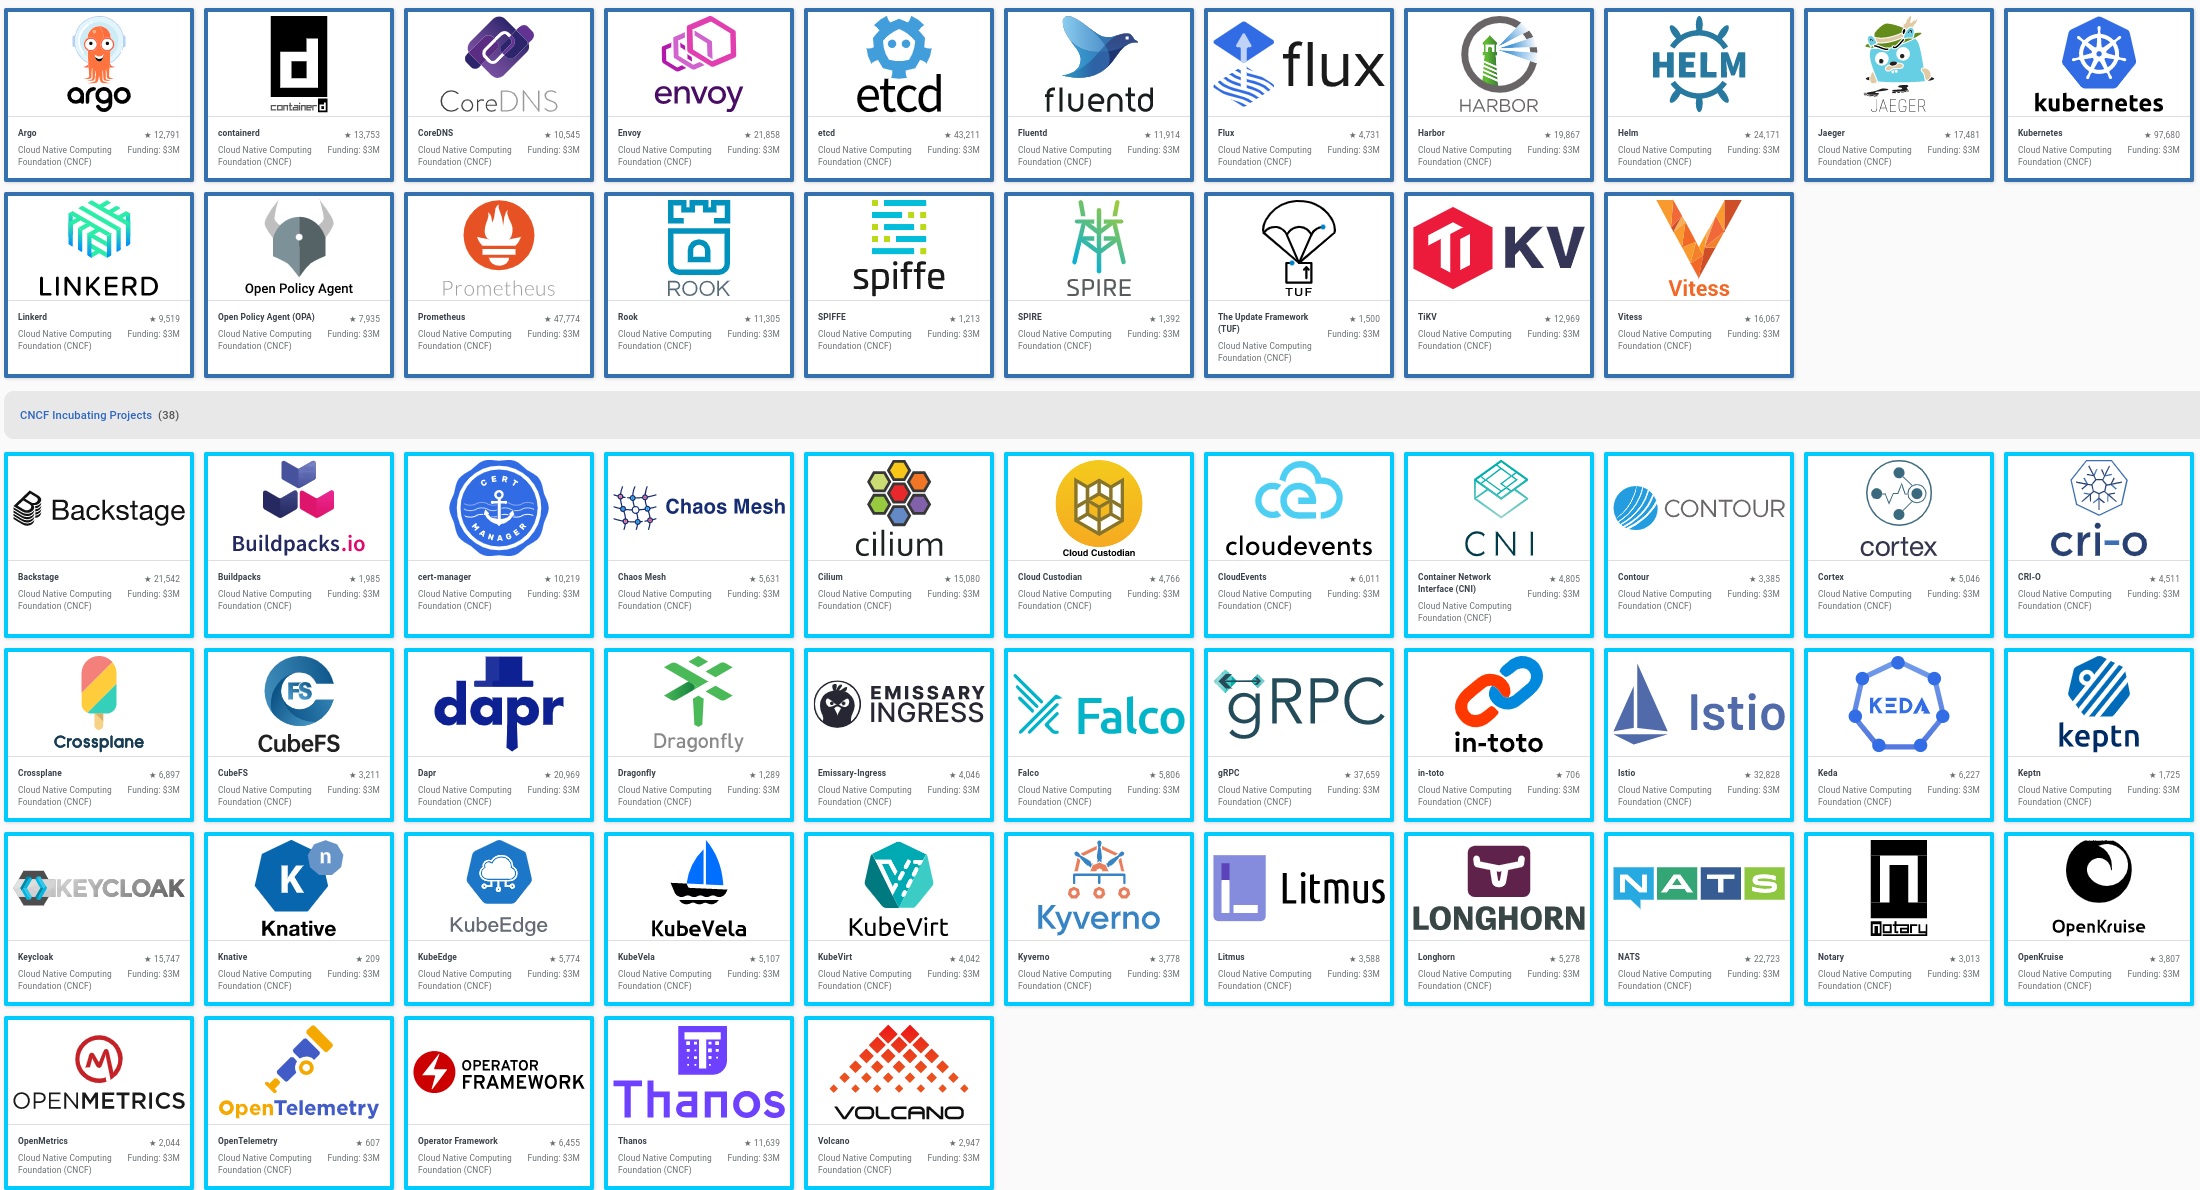 argo
containerd
CoreDNS
envoy
etcd
fluentd
flux
HARBOR
HELM
JAEGER
kubernetes
Argo ★ 12,791
Cloud Native Computing Foundation (CNCF) Funding: $3M
containerd ★ 13,753
Cloud Native Computing Foundation (CNCF) Funding: $3M
CoreDNS ★ 10,545
Cloud Native Computing Foundation (CNCF) Funding: $3M
Envoy ★ 21,858
Cloud Native Computing Foundation (CNCF) Funding: $3M
etcd ★ 43,211
Cloud Native Computing Foundation (CNCF) Funding: $3M
Fluentd ★ 11,914
Cloud Native Computing Foundation (CNCF) Funding: $3M
Flux ★ 4,731
Cloud Native Computing Foundation (CNCF) Funding: $3M
Harbor ★ 19,867
Cloud Native Computing Foundation (CNCF) Funding: $3M
Helm ★ 24,171
Cloud Native Computing Foundation (CNCF) Funding: $3M
Jaeger ★ 17,481
Cloud Native Computing Foundation (CNCF) Funding: $3M
Kubernetes ★ 97,680
Cloud Native Computing Foundation (CNCF) Funding: $3M
LINKERD
Open Policy Agent
Prometheus
ROOK
spiffe
SPIRE
TUF
TiKV
Vitess
Linkerd ★ 9,519
Cloud Native Computing Foundation (CNCF) Funding: $3M
Open Policy Agent (OPA) ★ 7,935
Cloud Native Computing Foundation (CNCF) Funding: $3M
Prometheus ★ 47,774
Cloud Native Computing Foundation (CNCF) Funding: $3M
Rook ★ 11,305
Cloud Native Computing Foundation (CNCF) Funding: $3M
SPIFFE ★ 1,213
Cloud Native Computing Foundation (CNCF) Funding: $3M
SPIRE ★ 1,392
Cloud Native Computing Foundation (CNCF) Funding: $3M
The Update Framework (TUF) ★ 1,500
Cloud Native Computing Foundation (CNCF) Funding: $3M
TiKV ★ 12,969
Cloud Native Computing Foundation (CNCF) Funding: $3M
Vitess ★ 16,067
Cloud Native Computing Foundation (CNCF) Funding: $3M
CNCF Incubating Projects (38)
Backstage
Buildpacks.io
CERT MANAGER
Chaos Mesh
cilium
Cloud Custodian
cloudevents
CNI
CONTOUR
cortex
cri-o
Backstage ★ 21,542
Cloud Native Computing Foundation (CNCF) Funding: $3M
Buildpacks ★ 1,985
Cloud Native Computing Foundation (CNCF) Funding: $3M
cert-manager ★ 10,219
Cloud Native Computing Foundation (CNCF) Funding: $3M
Chaos Mesh ★ 5,631
Cloud Native Computing Foundation (CNCF) Funding: $3M
Cilium ★ 15,080
Cloud Native Computing Foundation (CNCF) Funding: $3M
Cloud Custodian ★ 4,766
Cloud Native Computing Foundation (CNCF) Funding: $3M
CloudEvents ★ 6,011
Cloud Native Computing Foundation (CNCF) Funding: $3M
Container Network Interface (CNI) ★ 4,805
Cloud Native Computing Foundation (CNCF) Funding: $3M
Contour ★ 3,385
Cloud Native Computing Foundation (CNCF) Funding: $3M
Cortex ★ 5,046
Cloud Native Computing Foundation (CNCF) Funding: $3M
CRI-O ★ 4,511
Cloud Native Computing Foundation (CNCF) Funding: $3M
Crossplane
FS
CubeFS
dapr
Dragonfly
EMISSARY INGRESS
Falco
gRPC
in-toto
Istio
KEDA
keptn
Crossplane ★ 6,897
Cloud Native Computing Foundation (CNCF) Funding: $3M
CubeFS ★ 3,211
Cloud Native Computing Foundation (CNCF) Funding: $3M
Dapr ★ 20,969
Cloud Native Computing Foundation (CNCF) Funding: $3M
Dragonfly ★ 1,289
Cloud Native Computing Foundation (CNCF) Funding: $3M
Emissary-Ingress ★ 4,046
Cloud Native Computing Foundation (CNCF) Funding: $3M
Falco ★ 5,806
Cloud Native Computing Foundation (CNCF) Funding: $3M
gRPC ★ 37,659
Cloud Native Computing Foundation (CNCF) Funding: $3M
in-toto ★ 706
Cloud Native Computing Foundation (CNCF) Funding: $3M
Istio ★ 32,828
Cloud Native Computing Foundation (CNCF) Funding: $3M
Keda ★ 6,227
Cloud Native Computing Foundation (CNCF) Funding: $3M
Keptn ★ 1,725
Cloud Native Computing Foundation (CNCF) Funding: $3M
KEYCLOAK
K n
Knative
KubeEdge
KubeVela
KubeVirt
Kyverno
Litmus
LONGHORN
NATS
notary
OpenKruise
Keycloak ★ 15,747
Cloud Native Computing Foundation (CNCF) Funding: $3M
Knative ★ 209
Cloud Native Computing Foundation (CNCF) Funding: $3M
KubeEdge ★ 5,774
Cloud Native Computing Foundation (CNCF) Funding: $3M
KubeVela ★ 5,107
Cloud Native Computing Foundation (CNCF) Funding: $3M
KubeVirt ★ 4,042
Cloud Native Computing Foundation (CNCF) Funding: $3M
Kyverno ★ 3,778
Cloud Native Computing Foundation (CNCF) Funding: $3M
Litmus ★ 3,588
Cloud Native Computing Foundation (CNCF) Funding: $3M
Longhorn ★ 5,278
Cloud Native Computing Foundation (CNCF) Funding: $3M
NATS ★ 22,723
Cloud Native Computing Foundation (CNCF) Funding: $3M
Notary ★ 3,013
Cloud Native Computing Foundation (CNCF) Funding: $3M
OpenKruise ★ 3,807
Cloud Native Computing Foundation (CNCF) Funding: $3M
OPENMETRICS
OpenTelemetry
OPERATOR FRAMEWORK
Thanos
VOLCANO
OpenMetrics ★ 2,044
Cloud Native Computing Foundation (CNCF) Funding: $3M
OpenTelemetry ★ 607
Cloud Native Computing Foundation (CNCF) Funding: $3M
Operator Framework ★ 6,455
Cloud Native Computing Foundation (CNCF) Funding: $3M
Thanos ★ 11,639
Cloud Native Computing Foundation (CNCF) Funding: $3M
Volcano ★ 2,947
Cloud Native Computing Foundation (CNCF) Funding: $3M